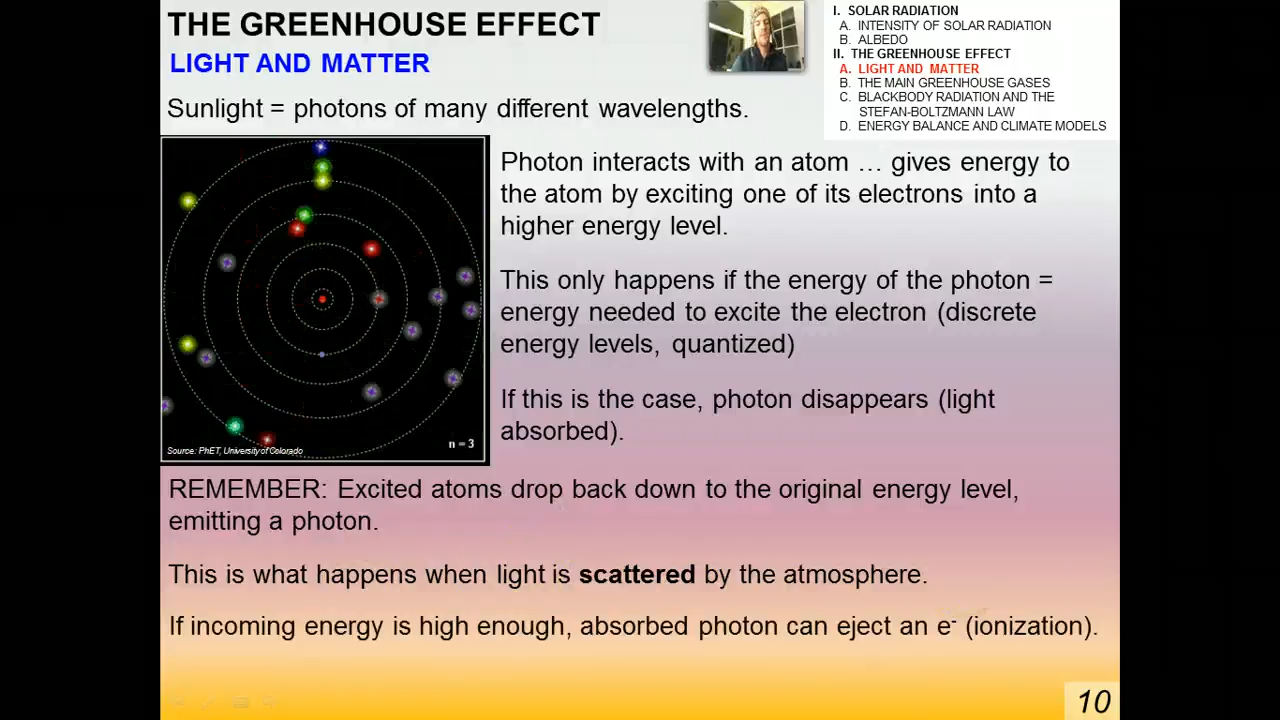 THE GREENHOUSE EFFECT
LIGHT AND MATTER
I. SOLAR RADIATION
A. INTENSITY OF SOLAR RADIATION
B. ALBEDO
II. THE GREENHOUSE EFFECT
A. LIGHT AND MATTER
B. THE MAIN GREENHOUSE GASES
C. BLACKBODY RADIATION AND THE
STEFAN-BOLTZMANN LAW
D. ENERGY BALANCE AND CLIMATE MODELS
Sunlight = photons of many different wavelengths.
Photon interacts with an atom … gives energy to
the atom by exciting one of its electrons into a
higher energy level.
This only happens if the energy of the photon =
energy needed to excite the electron (discrete
energy levels, quantized)
If this is the case, photon disappears (light
absorbed).
n = 3
Source: PhET, University of Colorado
REMEMBER: Excited atoms drop back down to the original energy level,
emitting a photon.
This is what happens when light is scattered by the atmosphere.
If incoming energy is high enough, absorbed photon can eject an e⁻ (ionization).
10